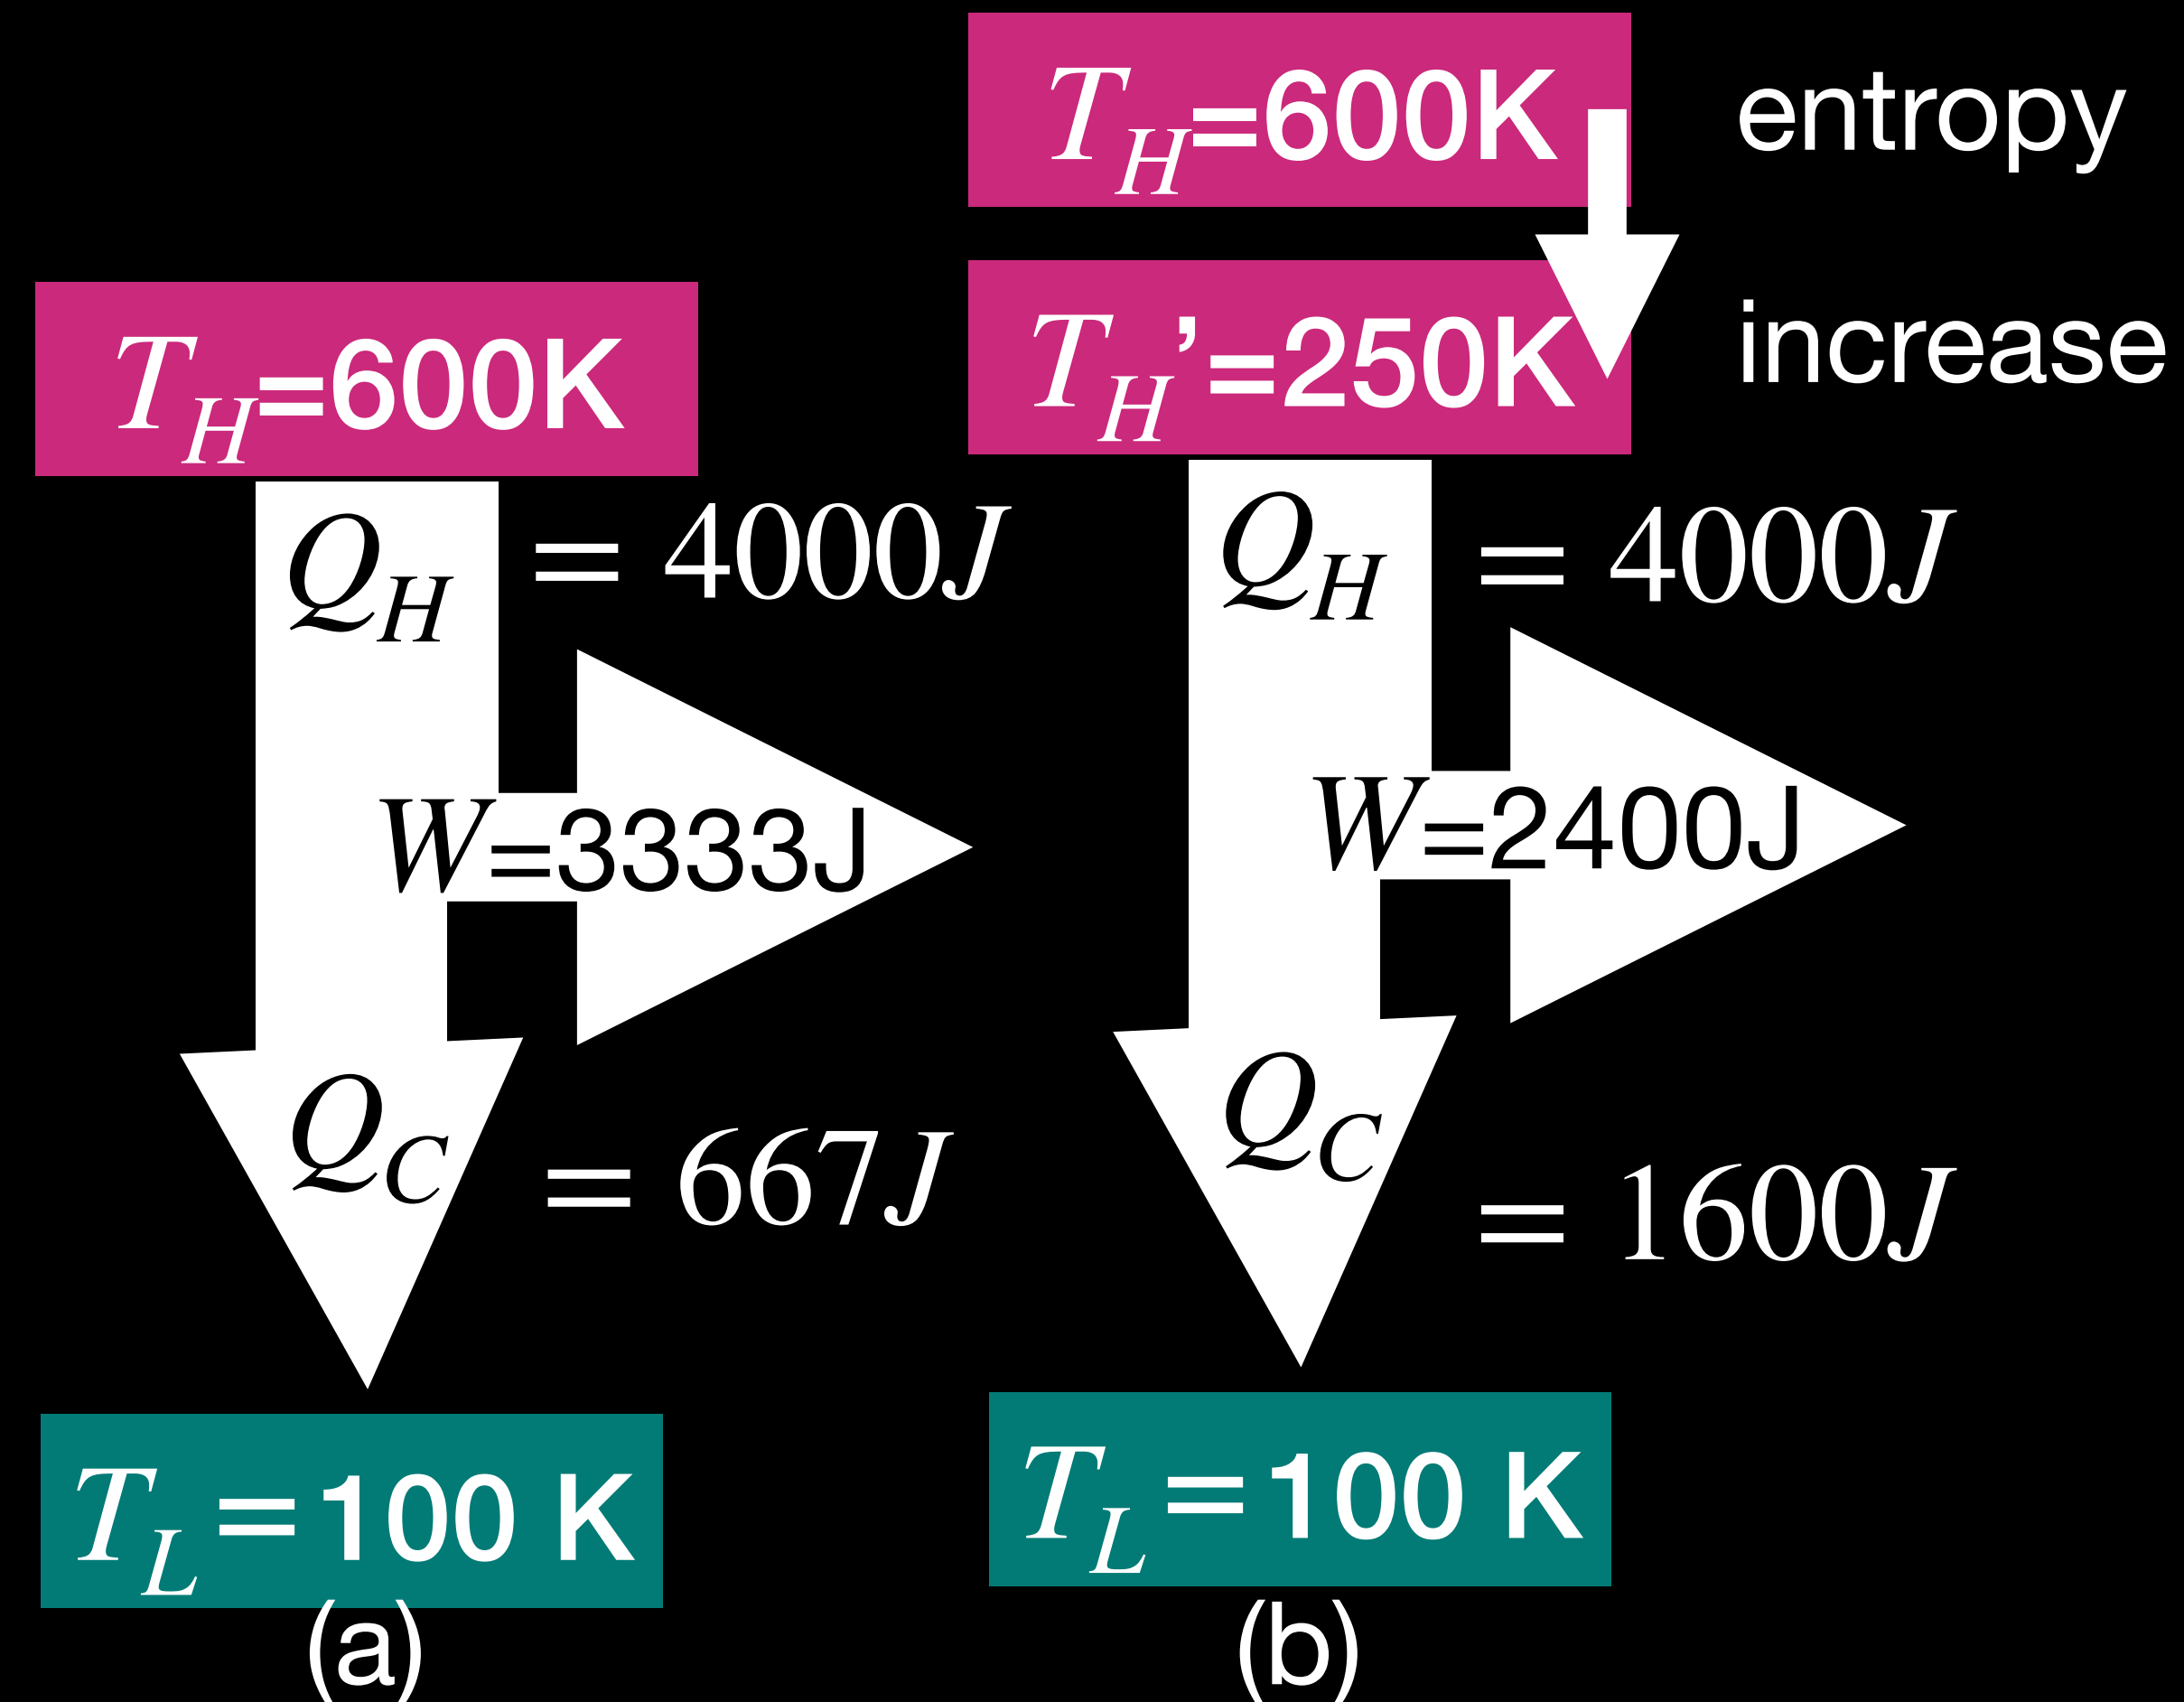 T_H=600K
Q_H = 4000J
W=3333J
Q_C = 667J
T_L = 100 K
(a)
T_H=600K
entropy
increase
T_H'=250K
Q_H = 4000J
W=2400J
Q_C = 1600J
T_L = 100 K
(b)